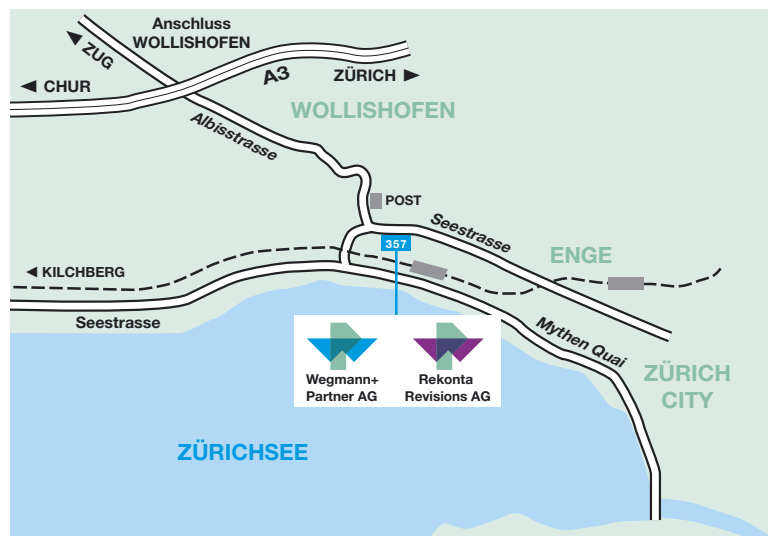 Anschluss
WOLLISHOFEN
ZUG
A3
ZÜRICH
CHUR
WOLLISHOFEN
Albisstrasse
POST
Seestrasse
357
ENGE
KILCHBERG
Seestrasse
Mythen Quai
Wegmann+
Partner AG
Rekonta
Revisions AG
ZÜRICH
CITY
ZÜRICHSEE